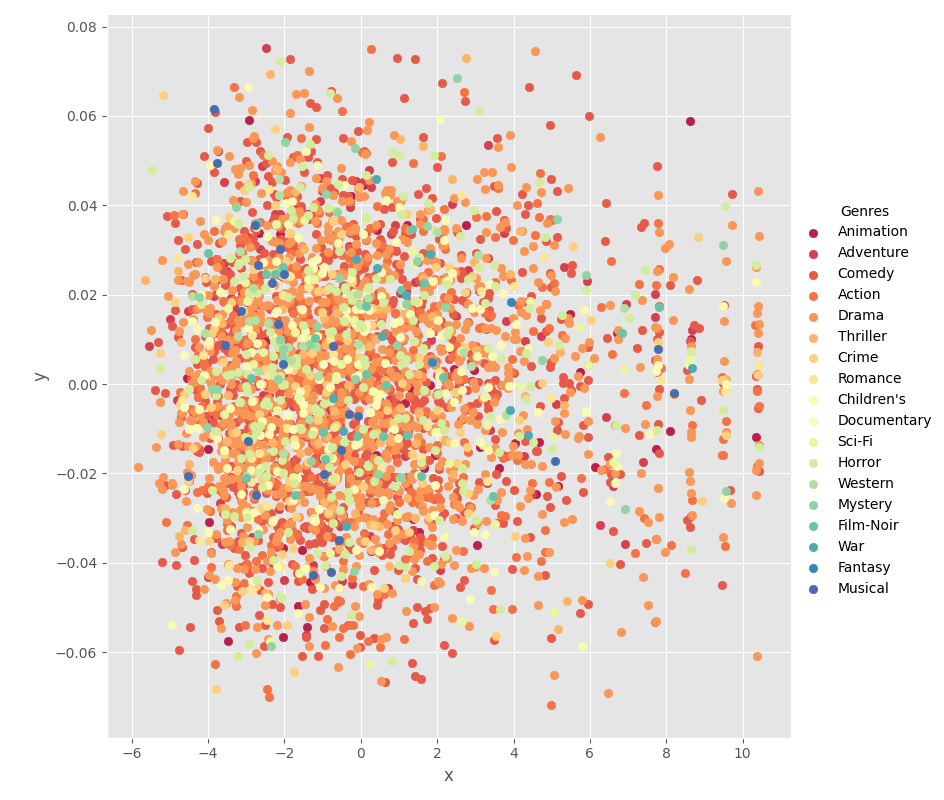 0.08
0.06
0.04
0.02
0.00
−0.02
−0.04
−0.06
y
−6
−4
−2
0
2
4
6
8
10
x
Genres
Animation
Adventure
Comedy
Action
Drama
Thriller
Crime
Romance
Children's
Documentary
Sci-Fi
Horror
Western
Mystery
Film-Noir
War
Fantasy
Musical